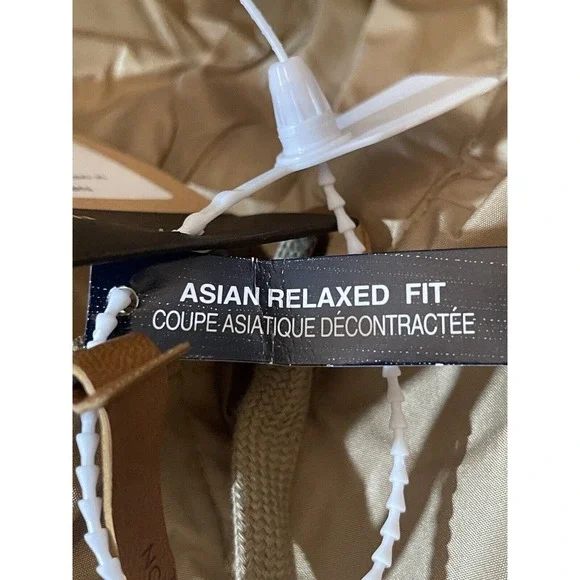 ASIAN RELAXED FIT
COUPE ASIATIQUE DÉCONTRACTÉE